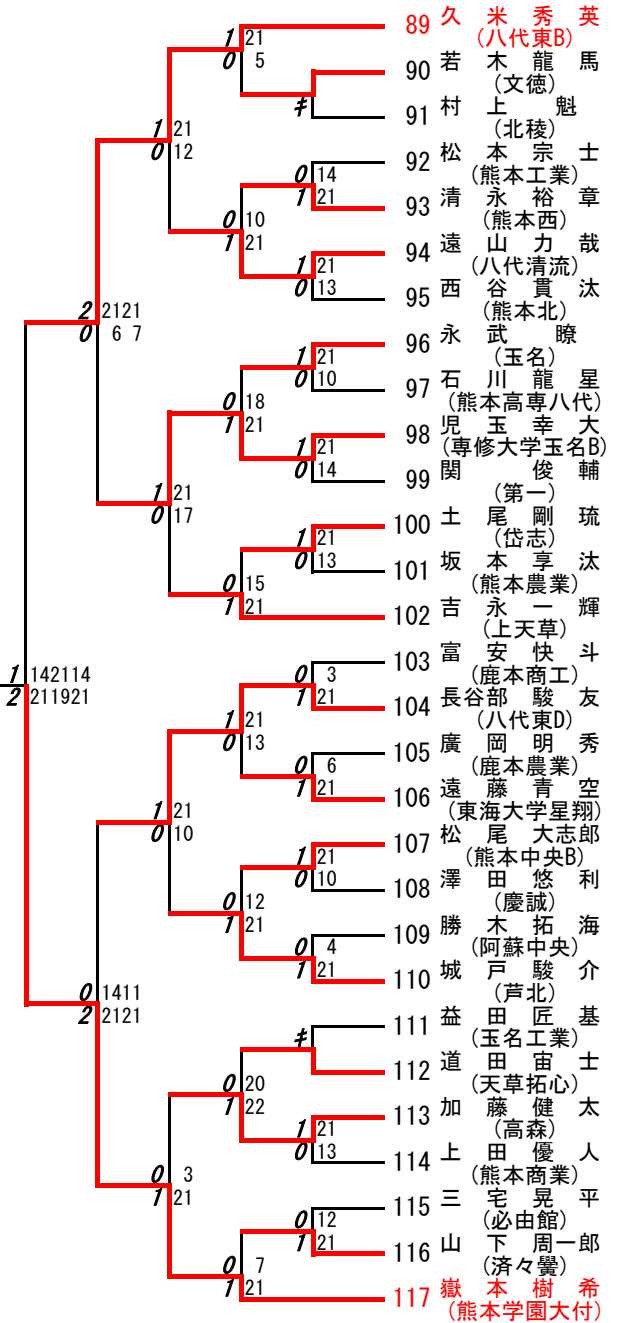 89 久米秀英
(八代東B)
1 21
0 5
90 若木龍馬
(文徳)
キ
91 村上魁
(北稜)
1 21
0 12
92 松本宗士
(熊本工業)
0 14
1 21
93 清永裕章
(熊本西)
0 10
1 21
94 遠山力哉
(八代清流)
1 21
0 13
95 西谷貫汰
(熊本北)
2 2121
0 6 7
96 永武瞭
(玉名)
1 21
0 10
97 石川龍星
(熊本高専八代)
0 18
1 21
98 児玉幸大
(専修大学玉名B)
1 21
0 14
99 関俊輔
(第一)
1 21
0 17
100 土尾剛琉
(岱志)
1 21
0 13
101 坂本享汰
(熊本農業)
0 15
1 21
102 吉永一輝
(上天草)
1 142114
2 211921
103 富安快斗
(鹿本商工)
0 3
1 21
104 長谷部駿友
(八代東D)
1 21
0 13
105 廣岡明秀
(鹿本農業)
0 6
1 21
106 遠藤青空
(東海大学星翔)
1 21
0 10
107 松尾大志郎
(熊本中央B)
1 21
0 10
108 澤田悠利
(慶誠)
0 12
1 21
109 勝木拓海
(阿蘇中央)
0 4
1 21
110 城戸駿介
(芦北)
0 1411
2 2121
111 益田匠基
(玉名工業)
キ
112 道田宙士
(天草拓心)
0 20
1 22
113 加藤健太
(高森)
1 21
0 13
114 上田優人
(熊本商業)
0 3
1 21
115 三宅晃平
(必由館)
0 12
1 21
116 山下周一郎
(済々黌)
0 7
1 21
117 嶽本樹希
(熊本学園大付)